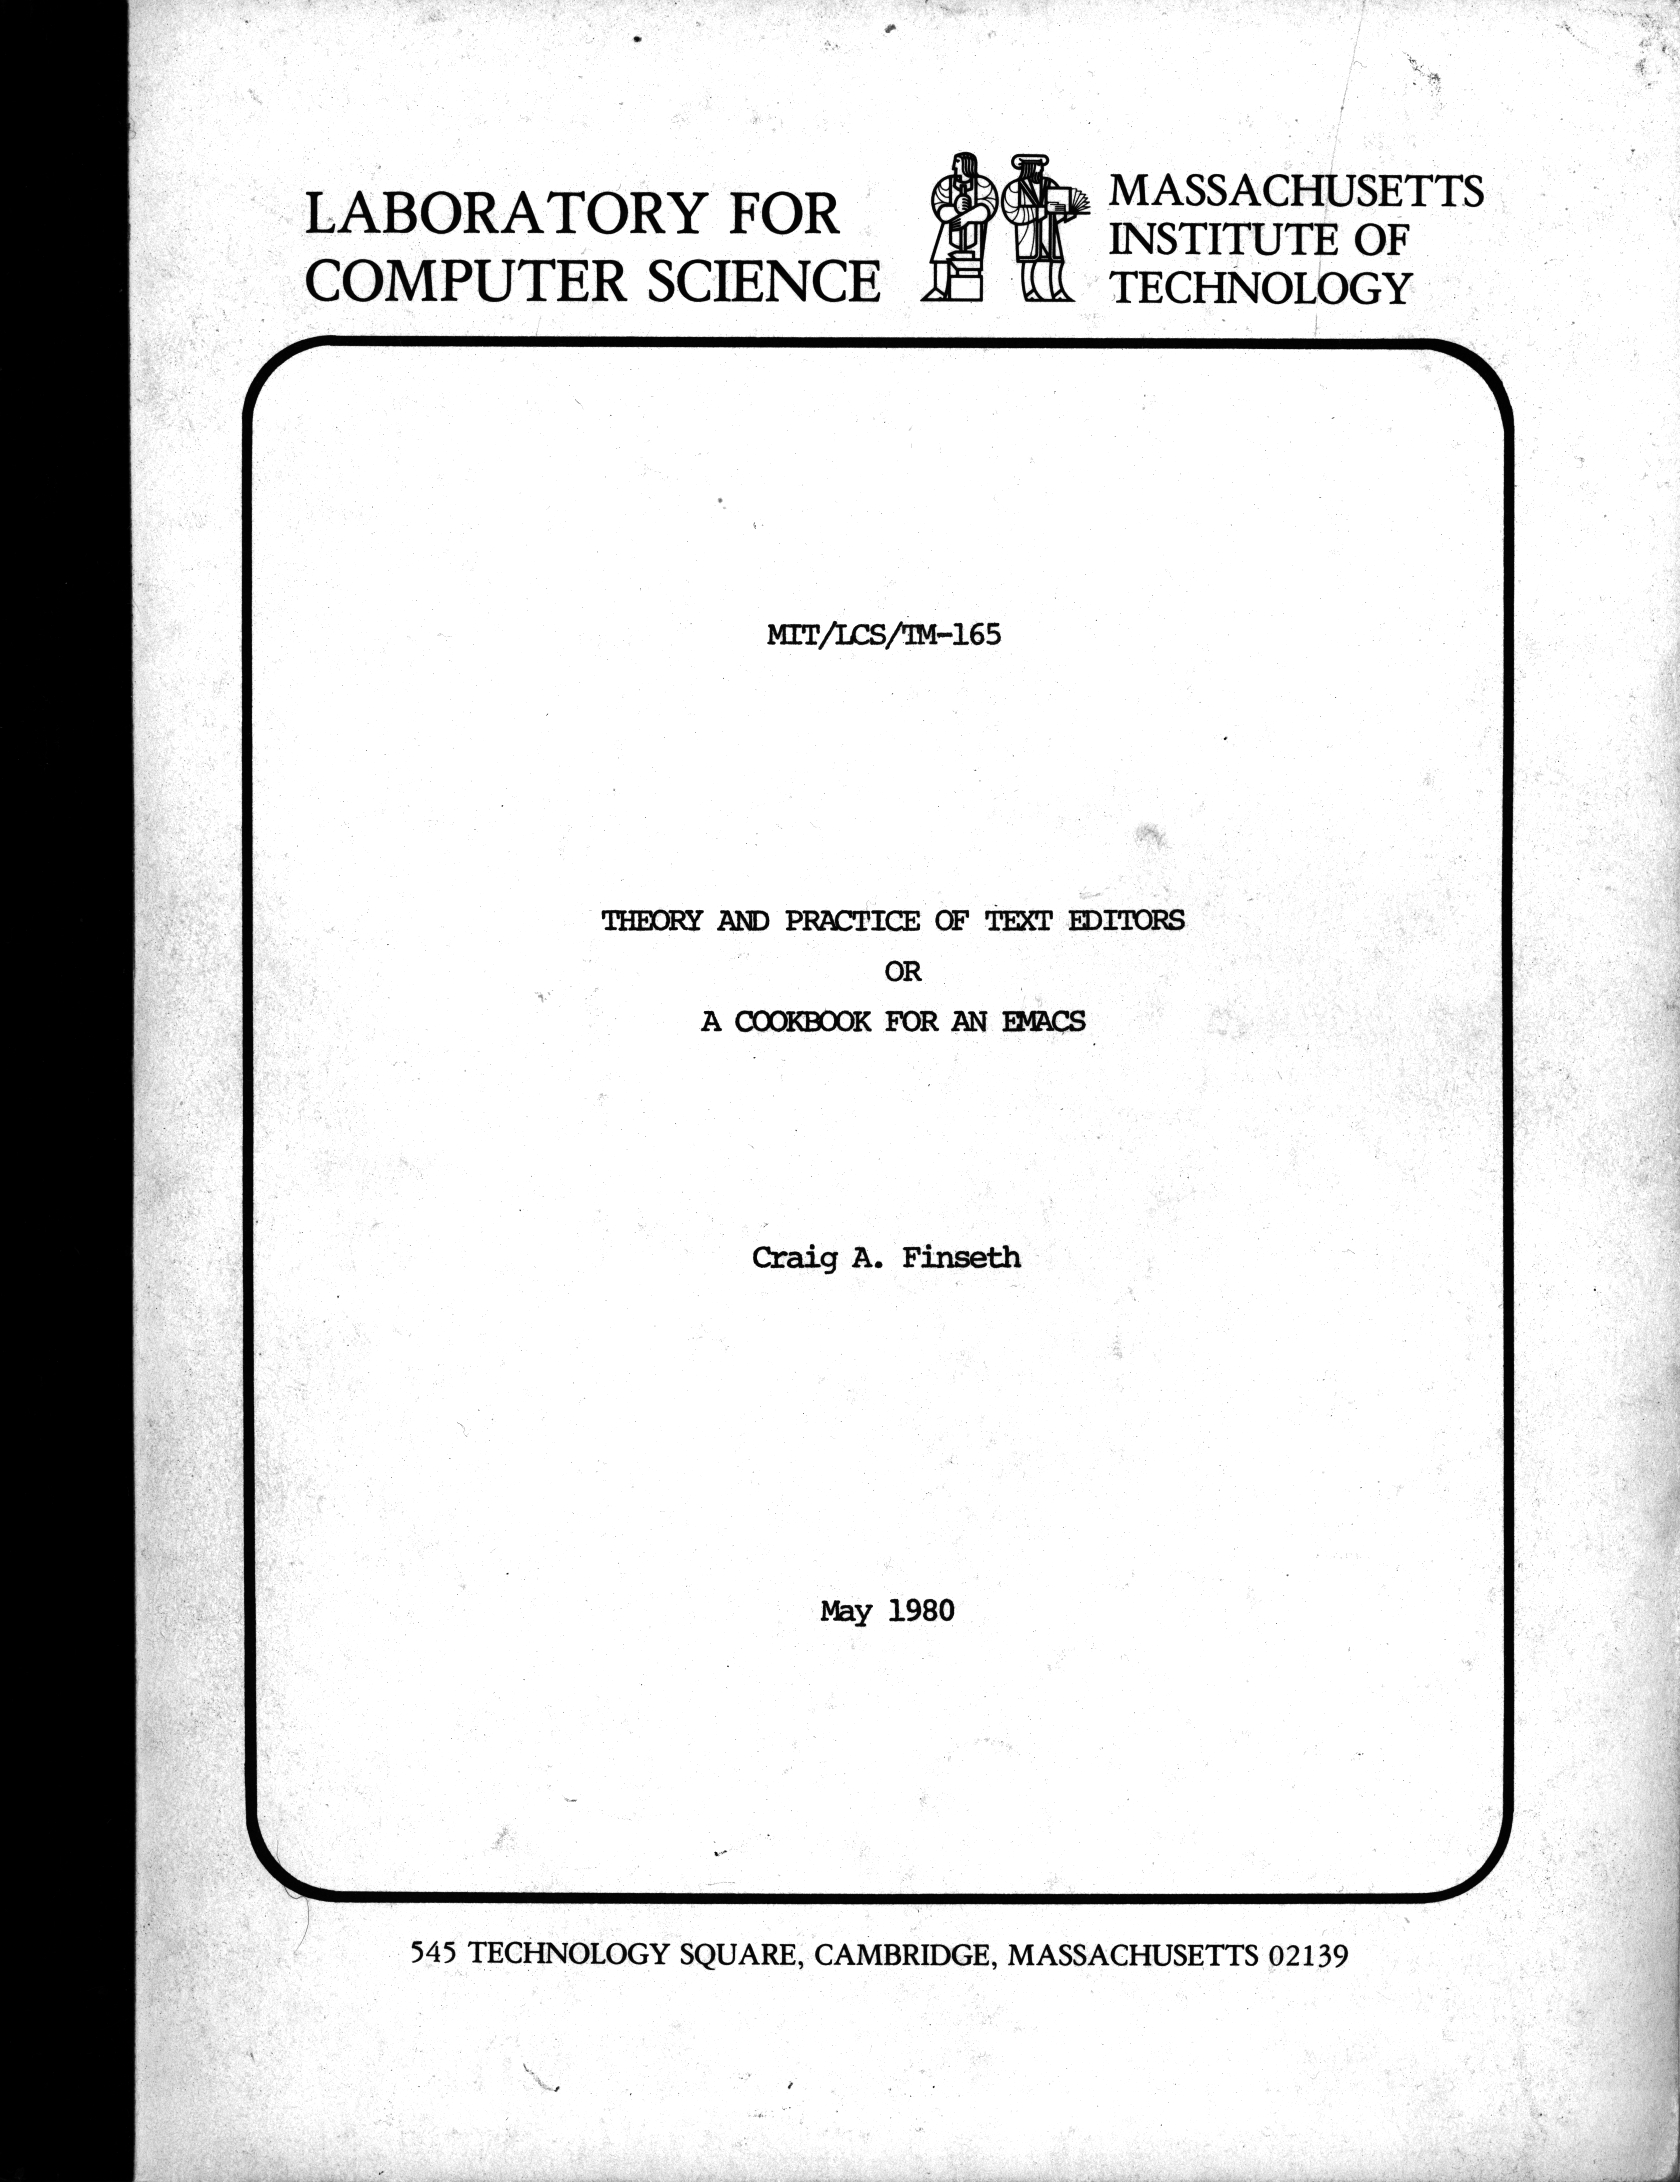 LABORATORY FOR
COMPUTER SCIENCE
MASSACHUSETTS
INSTITUTE OF
TECHNOLOGY
MIT/LCS/TM-165
THEORY AND PRACTICE OF TEXT EDITORS
OR
A COOKBOOK FOR AN EMACS
Craig A. Finseth
May 1980
545 TECHNOLOGY SQUARE, CAMBRIDGE, MASSACHUSETTS 02139